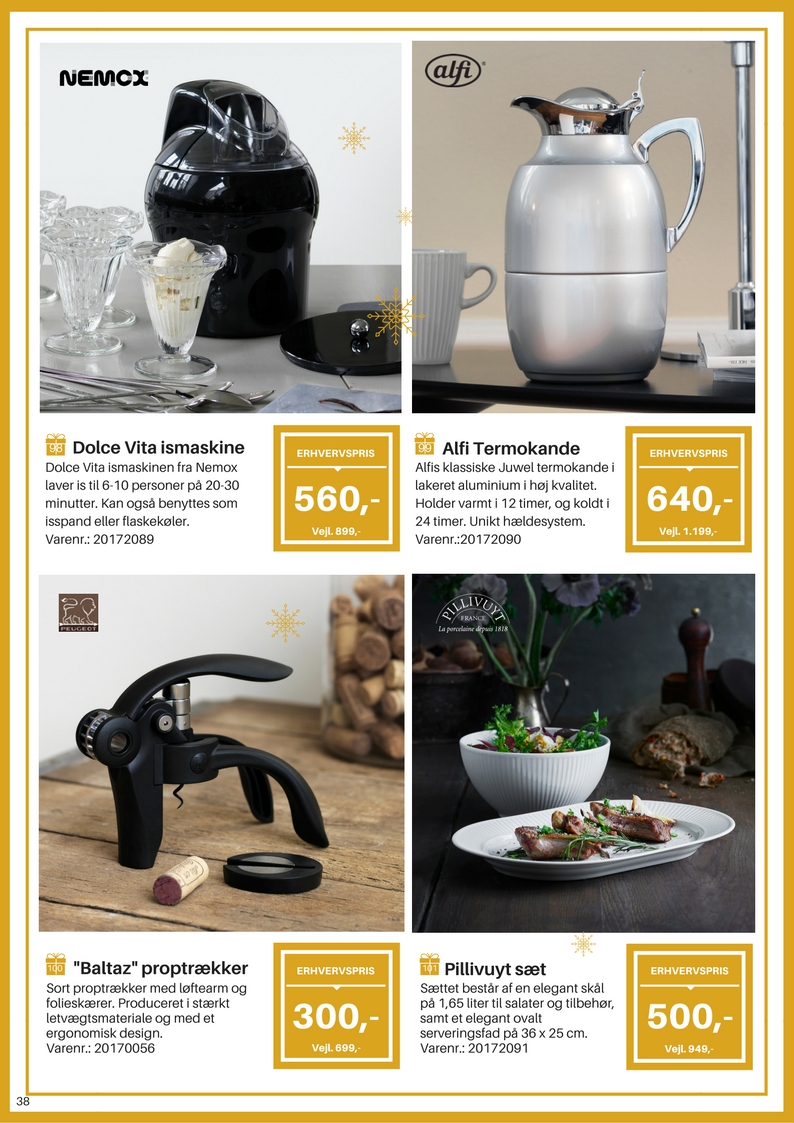 NEMOX
alfi®
98 Dolce Vita ismaskine
Dolce Vita ismaskinen fra Nemox
laver is til 6-10 personer på 20-30
minutter. Kan også benyttes som
isspand eller flaskekøler.
Varenr.: 20172089
ERHVERVSPRIS
560,-
Vejl. 899,-
99 Alfi Termokande
Alfis klassiske Juwel termokande i
lakeret aluminium i høj kvalitet.
Holder varmt i 12 timer, og koldt i
24 timer. Unikt hældesystem.
Varenr.:20172090
ERHVERVSPRIS
640,-
Vejl. 1.199,-
PEUGEOT
PILLIVUYT
FRANCE
La porcelaine depuis 1818
100 "Baltaz" proptrækker
Sort proptrækker med løftearm og
folieskærer. Produceret i stærkt
letvægtsmateriale og med et
ergonomisk design.
Varenr.: 20170056
ERHVERVSPRIS
300,-
Vejl. 699,-
101 Pillivuyt sæt
Sættet består af en elegant skål
på 1,65 liter til salater og tilbehør,
samt et elegant ovalt
serveringsfad på 36 x 25 cm.
Varenr.: 20172091
ERHVERVSPRIS
500,-
Vejl. 949,-
38